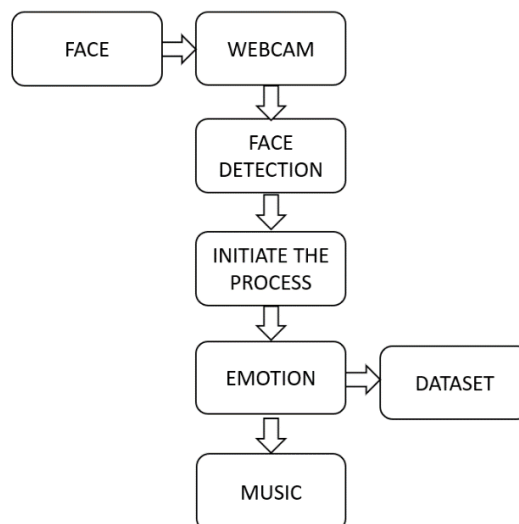 FACE
WEBCAM
FACE
DETECTION
INITIATE THE
PROCESS
EMOTION
DATASET
MUSIC